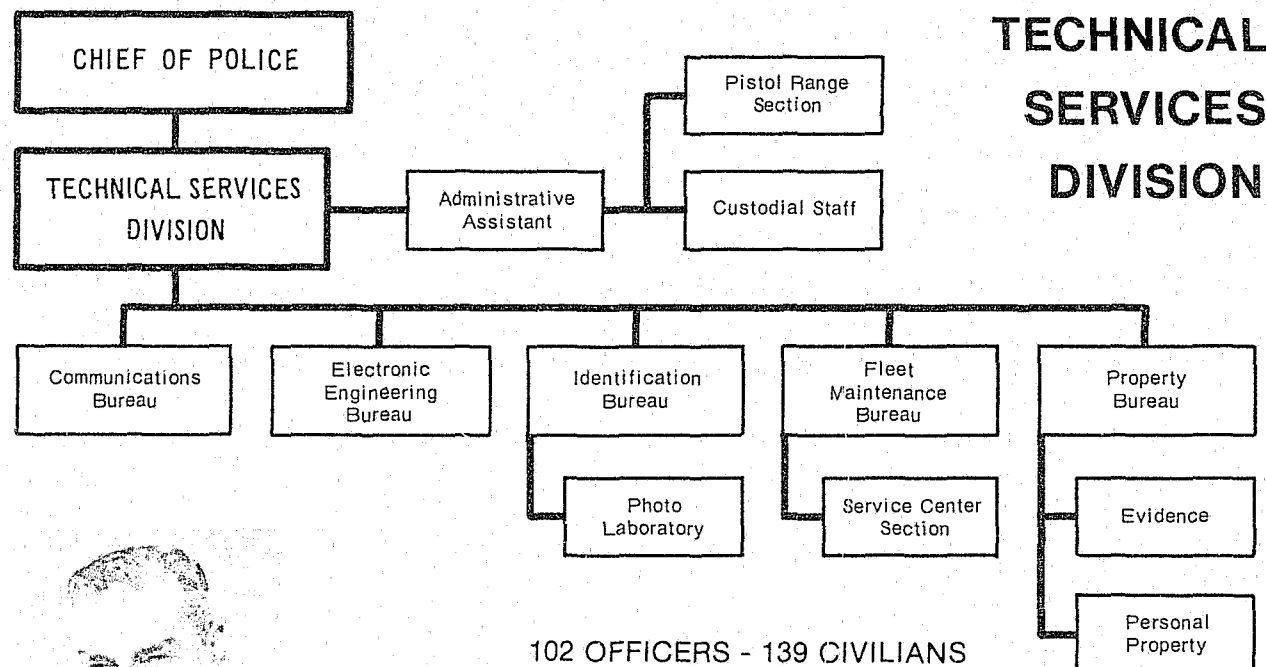 TECHNICAL
SERVICES
DIVISION
CHIEF OF POLICE
TECHNICAL SERVICES
DIVISION
Administrative
Assistant
Pistol Range
Section
Custodial Staff
Communications
Bureau
Electronic
Engineering
Bureau
Identification
Bureau
Fleet
Maintenance
Bureau
Property
Bureau
Photo
Laboratory
Service Center
Section
Evidence
Personal
Property
102 OFFICERS - 139 CIVILIANS